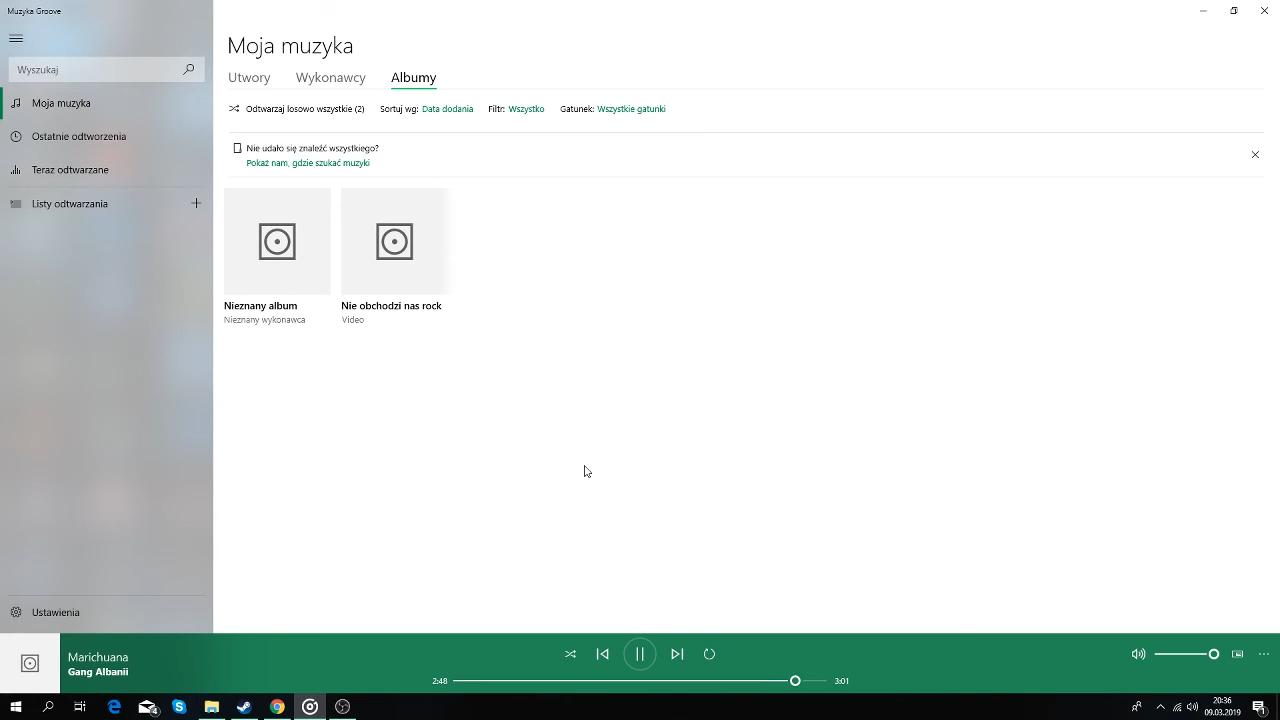 Muzyka Groove
Moja muzyka
Wyszukaj
Utwory Wykonawcy Albumy
Moja muzyka
Odtwarzaj losowo wszystkie (2) Sortuj wg: Data dodania Filtr: Wszystko Gatunek: Wszystkie gatunki
Ostatnie odtworzenia
Nie udało się znaleźć wszystkiego?
Pokaż nam, gdzie szukać muzyki
Teraz odtwarzane
Listy odtwarzania
Nieznany album
Nieznany wykonawca
Nie obchodzi nas rock
Video
Ustawienia
Marichuana
Gang Albanii
2:48 3:01
4
20:36
09.03.2019
1